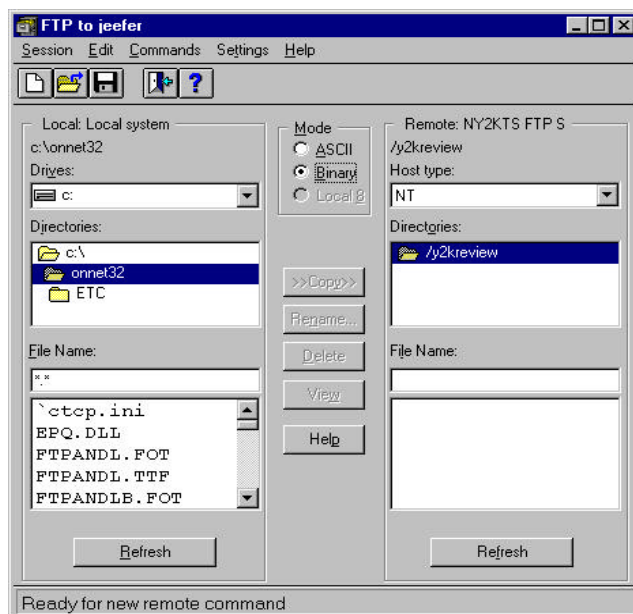 FTP to jeefer
Session Edit Commands Settings Help
Local: Local system
c:\onnet32
Drives:
c:
Directories:
c:\
onnet32
ETC
File Name:
*.*
`ctcp.ini
EPQ.DLL
FTPANDL.FOT
FTPANDL.TTF
FTPANDLB.FOT
Refresh
Mode
ASCII
Binary
Local 8
>>Copy>>
Rename...
Delete
View
Help
Remote: NY2KTS FTP S
/y2kreview
Host type:
NT
Directories:
/y2kreview
File Name:
Refresh
Ready for new remote command